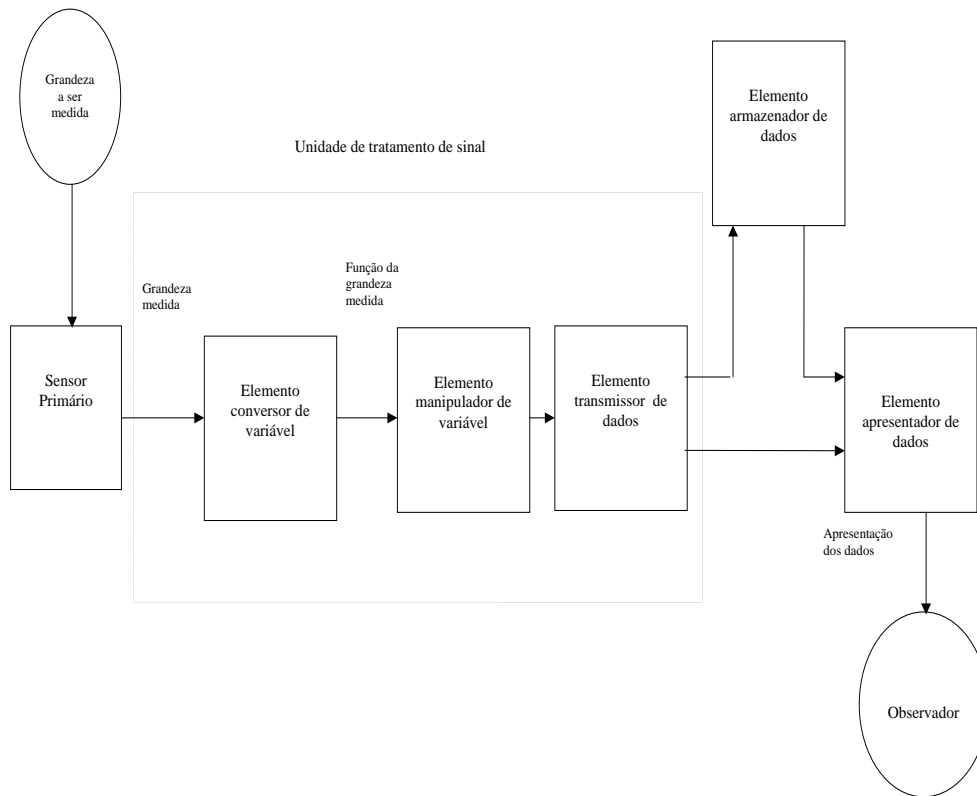 Grandeza
a ser
medida
Unidade de tratamento de sinal
Elemento
armazenador de
dados
Grandeza
medida
Função da
grandeza
medida
Sensor
Primário
Elemento
conversor de
variável
Elemento
manipulador de
variável
Elemento
transmissor de
dados
Elemento
apresentador de
dados
Apresentação
dos dados
Observador